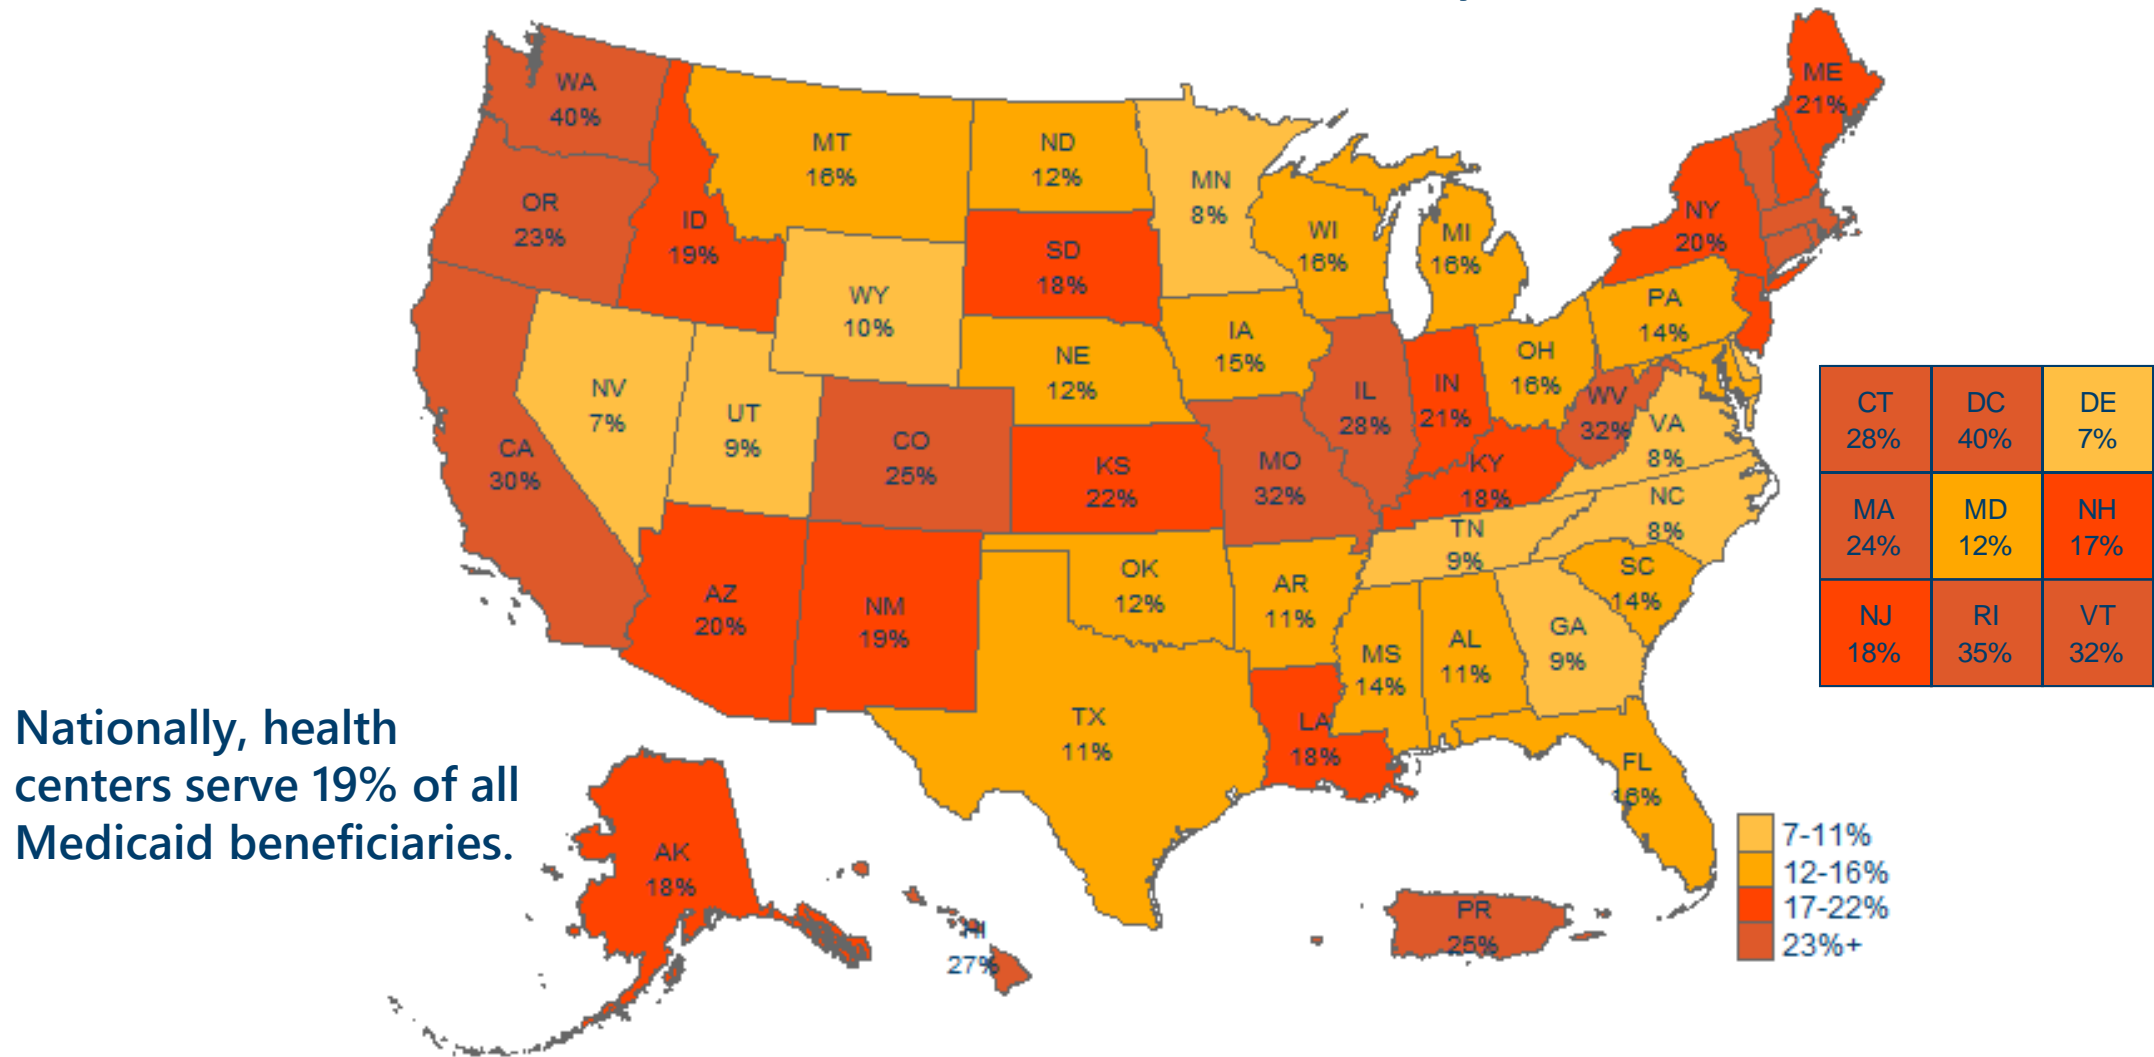 WA
40%
MT
16%
ND
12%
MN
8%
ME
21%
OR
23%
ID
19%
SD
18%
WI
16%
MI
16%
NY
20%
WY
10%
NE
12%
IA
15%
PA
14%
OH
16%
NV
7%
UT
9%
CO
25%
IL
28%
IN
21%
WV
32%
VA
8%
CA
30%
KS
22%
MO
32%
KY
18%
NC
8%
TN
9%
AZ
20%
NM
19%
OK
12%
AR
11%
SC
14%
MS
14%
AL
11%
GA
9%
TX
11%
LA
18%
FL
16%
AK
18%
HI
27%
PR
25%
CT
28%
DC
40%
DE
7%
MA
24%
MD
12%
NH
17%
NJ
18%
RI
35%
VT
32%
Nationally, health
centers serve 19% of all
Medicaid beneficiaries.
7-11%
12-16%
17-22%
23%+